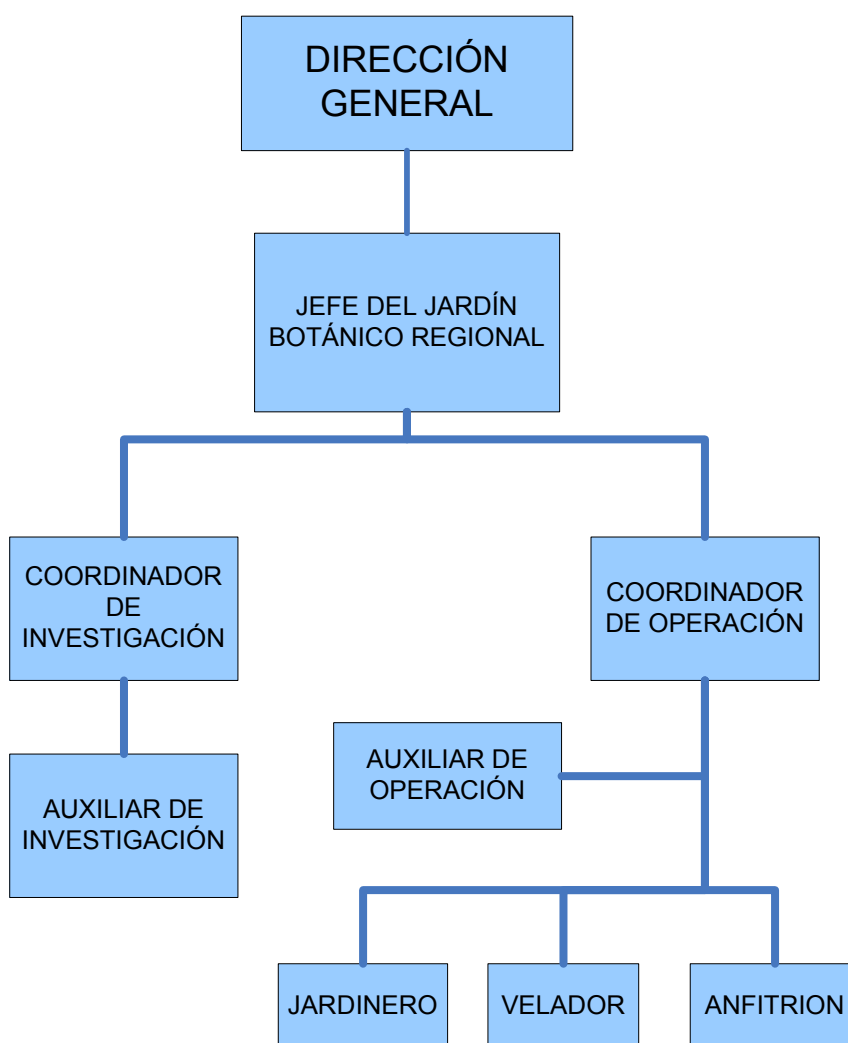 DIRECCIÓN
GENERAL
JEFE DEL JARDÍN
BOTÁNICO REGIONAL
COORDINADOR
DE
INVESTIGACIÓN
COORDINADOR
DE OPERACIÓN
AUXILIAR DE
OPERACIÓN
AUXILIAR DE
INVESTIGACIÓN
JARDINERO
VELADOR
ANFITRION